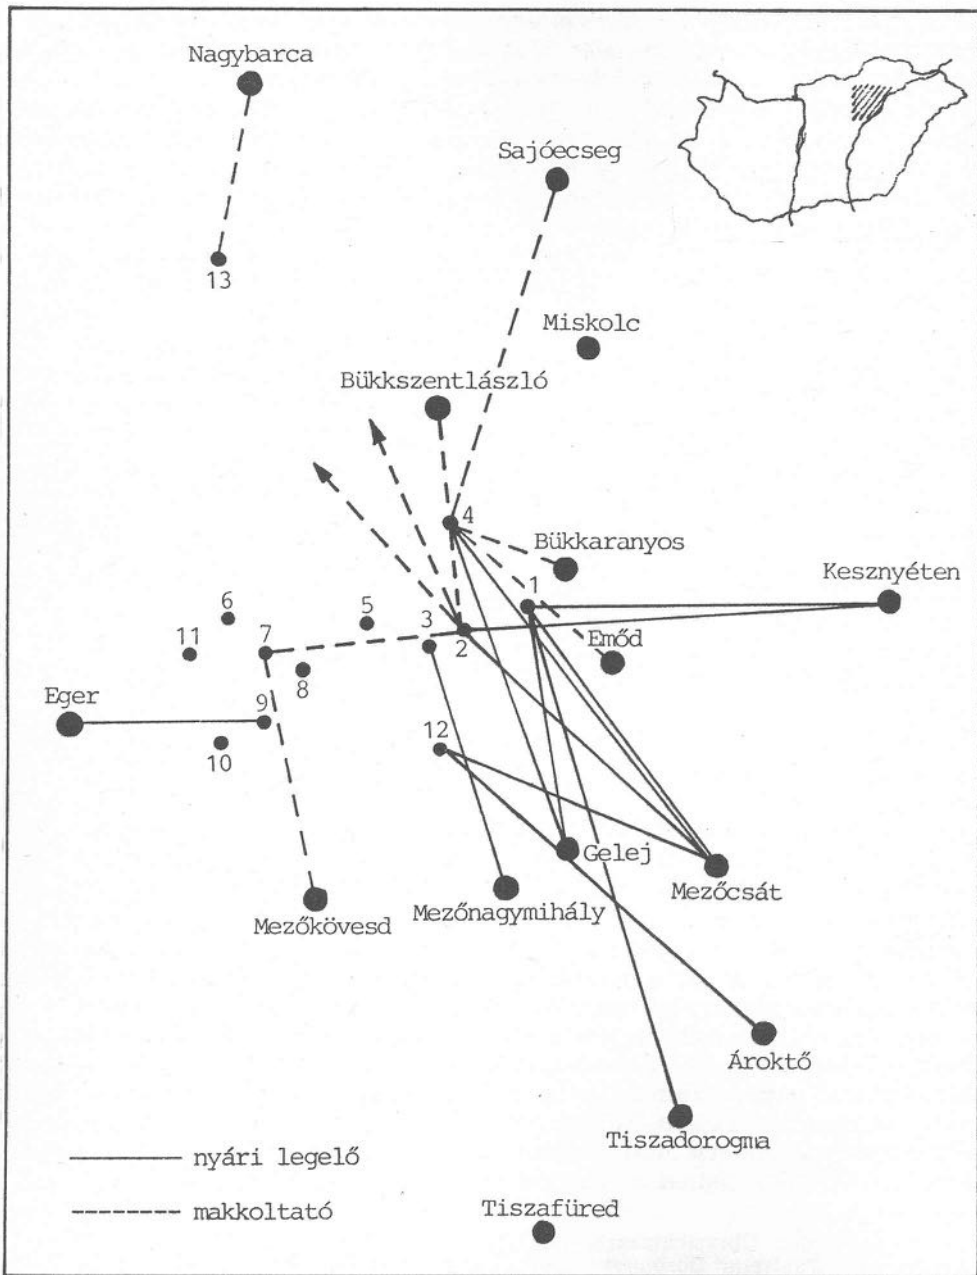 Nagybarca
Sajóecseg
13
Miskolc
Bükkszentlászló
4
Bükkaranyos
Kesznyéten
1
6
5
3
2
Emőd
11
7
8
Eger
9
10
12
Gelej
Mezőcsát
Mezőnagymihály
Mezőkövesd
Ároktő
Tiszadorogma
nyári legelő
makkoltató
Tiszafüred